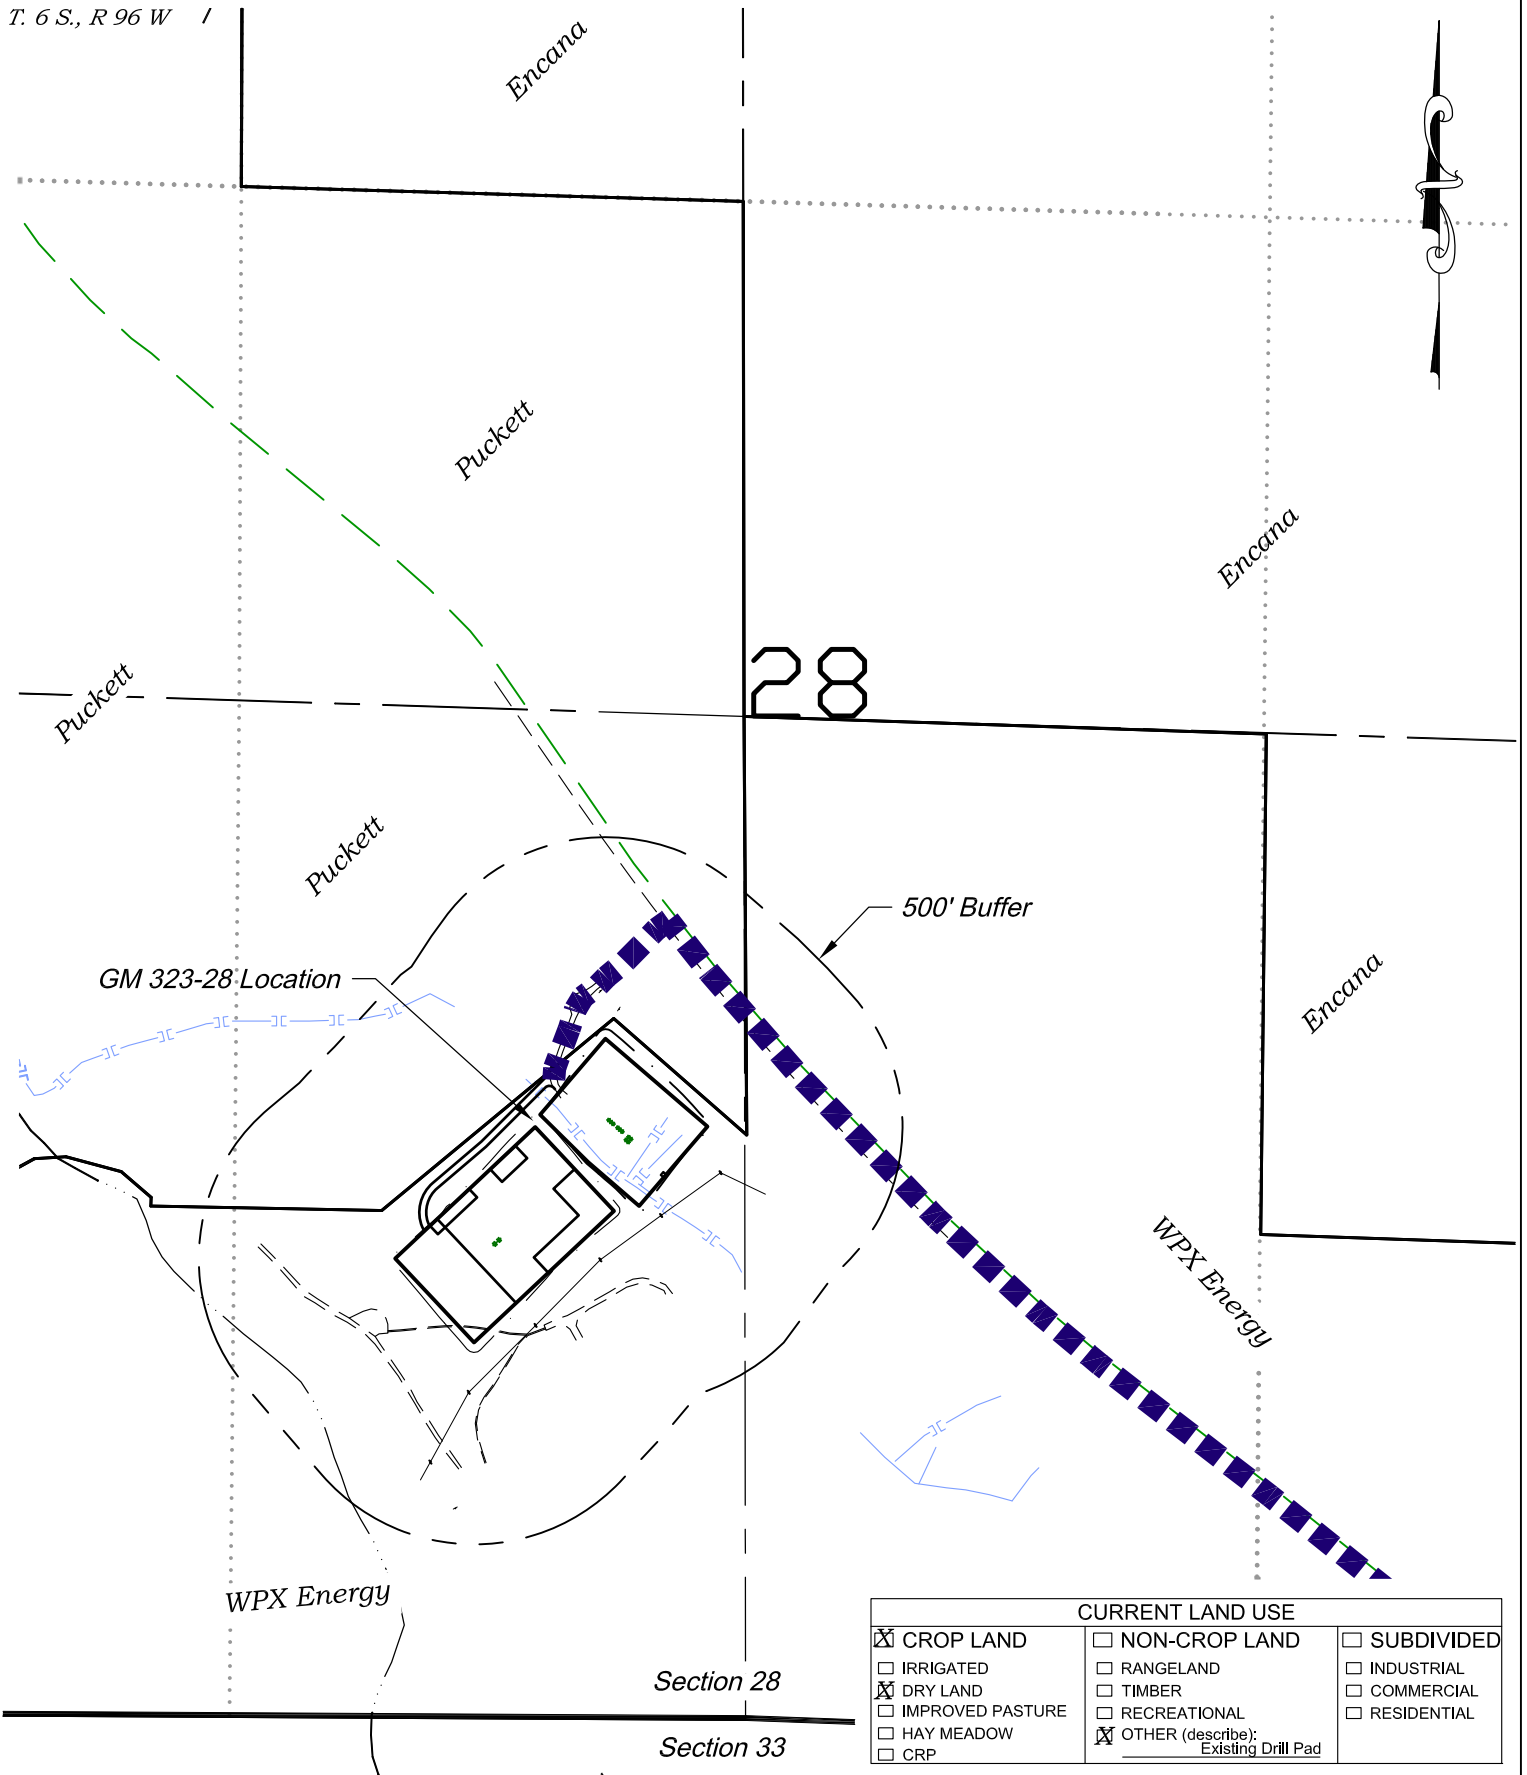 T. 6 S., R 96 W
Encana
Puckett
Encana
28
Puckett
Puckett
500' Buffer
GM 323-28 Location
Encana
WPX Energy
WPX Energy
Section 28
Section 33
CURRENT LAND USE
X CROP LAND
IRRIGATED
X DRY LAND
IMPROVED PASTURE
HAY MEADOW
CRP
NON-CROP LAND
RANGELAND
TIMBER
RECREATIONAL
X OTHER (describe):
Existing Drill Pad
SUBDIVIDED
INDUSTRIAL
COMMERCIAL
RESIDENTIAL